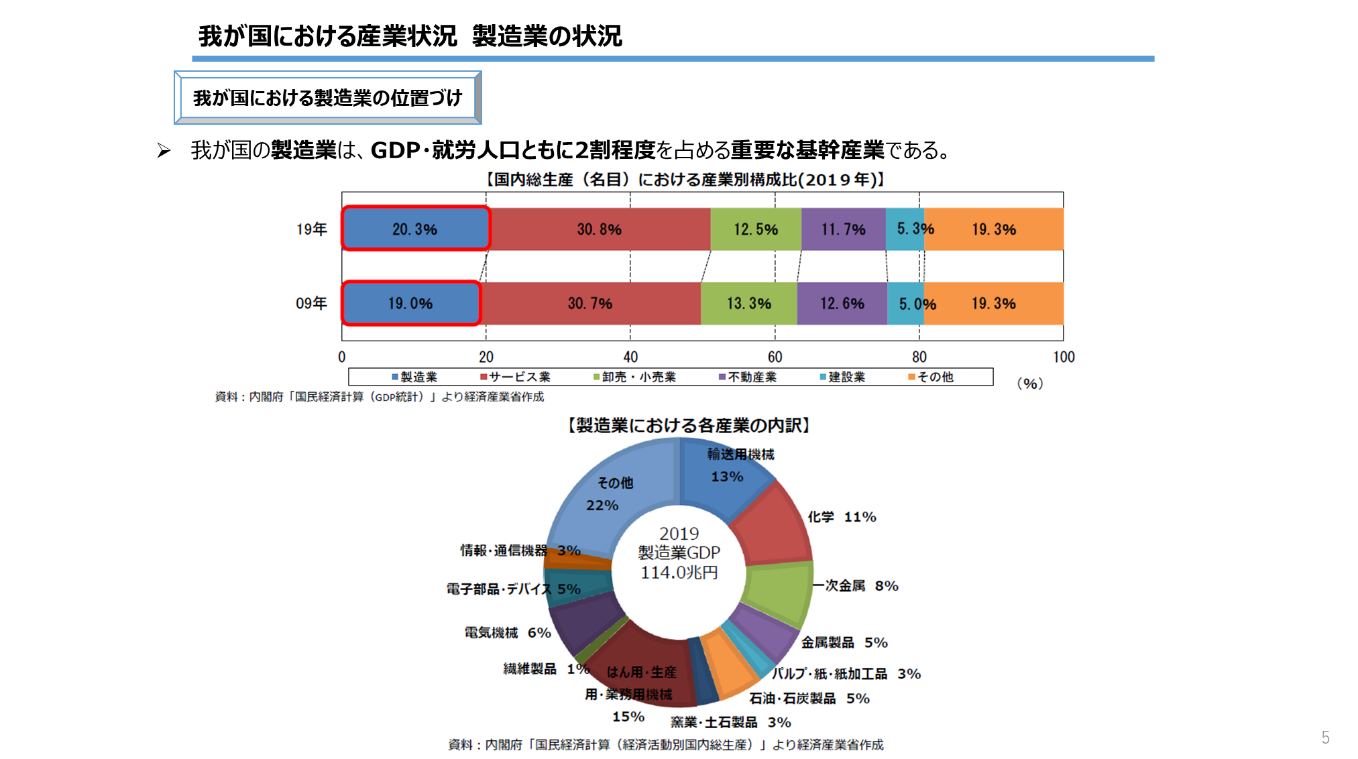 我が国における産業状況 製造業の状況
我が国における製造業の位置づけ
➢ 我が国の製造業は、GDP・就労人口ともに2割程度を占める重要な基幹産業である。
【国内総生産（名目）における産業別構成比(2019年)】
19年 20.3% 30.8% 12.5% 11.7% 5.3% 19.3%
09年 19.0% 30.7% 13.3% 12.6% 5.0% 19.3%
0 20 40 60 80 100
■製造業 ■サービス業 ■卸売・小売業 ■不動産業 ■建設業 ■その他
（%）
資料：内閣府「国民経済計算（GDP統計）」より経済産業省作成
【製造業における各産業の内訳】
輸送用機械
13%
化学 11%
一次金属 8%
金属製品 5%
パルプ・紙・紙加工品 3%
石油・石炭製品 5%
窯業・土石製品 3%
はん用・生産
用・業務用機械
15%
繊維製品 1%
電気機械 6%
電子部品・デバイス 5%
情報・通信機器 3%
その他
22%
2019
製造業GDP
114.0兆円
資料：内閣府「国民経済計算（経済活動別国内総生産）」より経済産業省作成
5